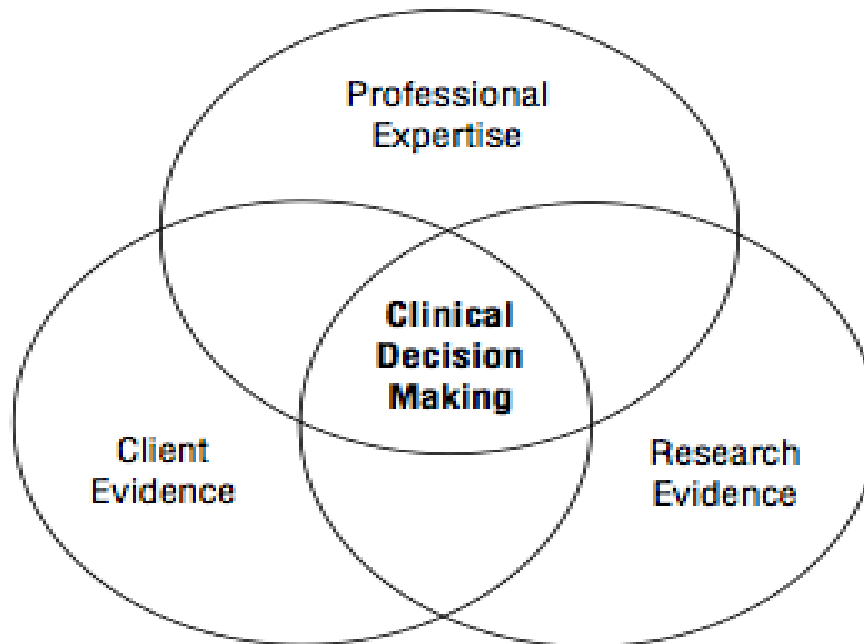 Professional
Expertise
Clinical
Decision
Making
Client
Evidence
Research
Evidence